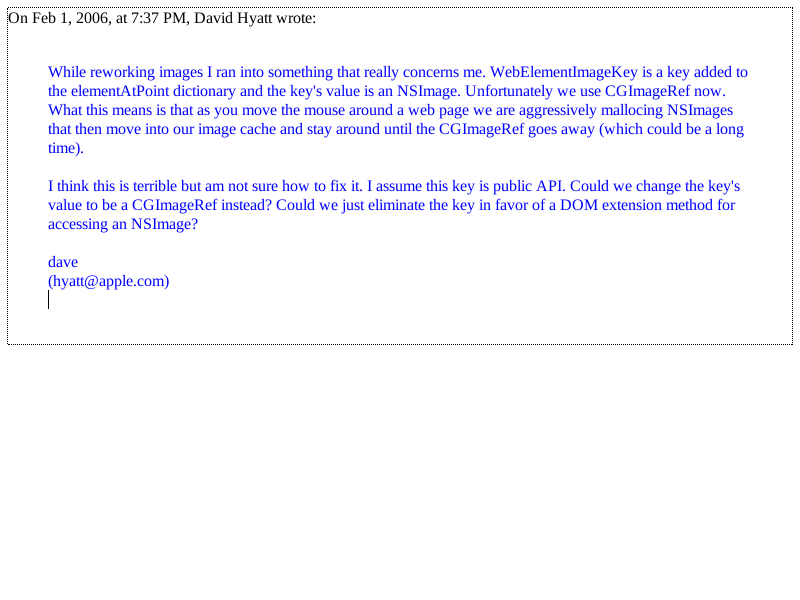 On Feb 1, 2006, at 7:37 PM, David Hyatt wrote:
While reworking images I ran into something that really concerns me. WebElementImageKey is a key added to
the elementAtPoint dictionary and the key's value is an NSImage. Unfortunately we use CGImageRef now.
What this means is that as you move the mouse around a web page we are aggressively mallocing NSImages
that then move into our image cache and stay around until the CGImageRef goes away (which could be a long
time).
I think this is terrible but am not sure how to fix it. I assume this key is public API. Could we change the key's
value to be a CGImageRef instead? Could we just eliminate the key in favor of a DOM extension method for
accessing an NSImage?
dave
(hyatt@apple.com)